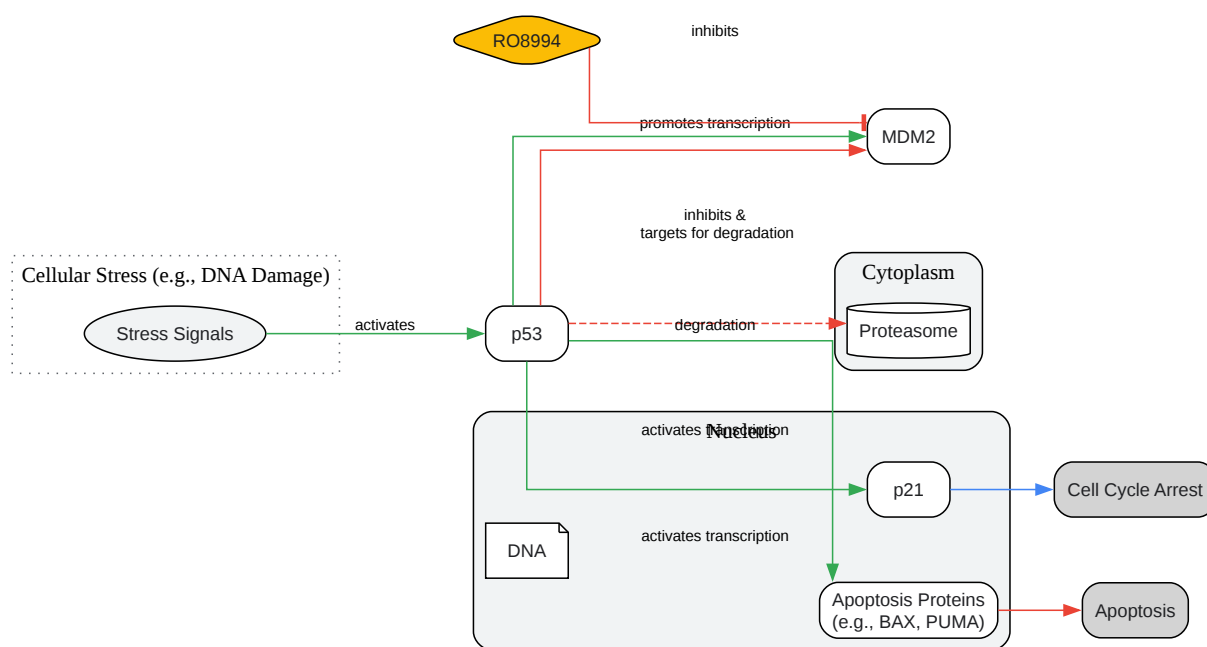 inhibits
RO8994
promotes transcription
MDM2
inhibits &
targets for degradation
Cellular Stress (e.g., DNA Damage)
Cytoplasm
Stress Signals
activates
p53
degradation
Proteasome
activates transcription
Nucleus
p21
Cell Cycle Arrest
activates transcription
DNA
Apoptosis Proteins
(e.g., BAX, PUMA)
Apoptosis